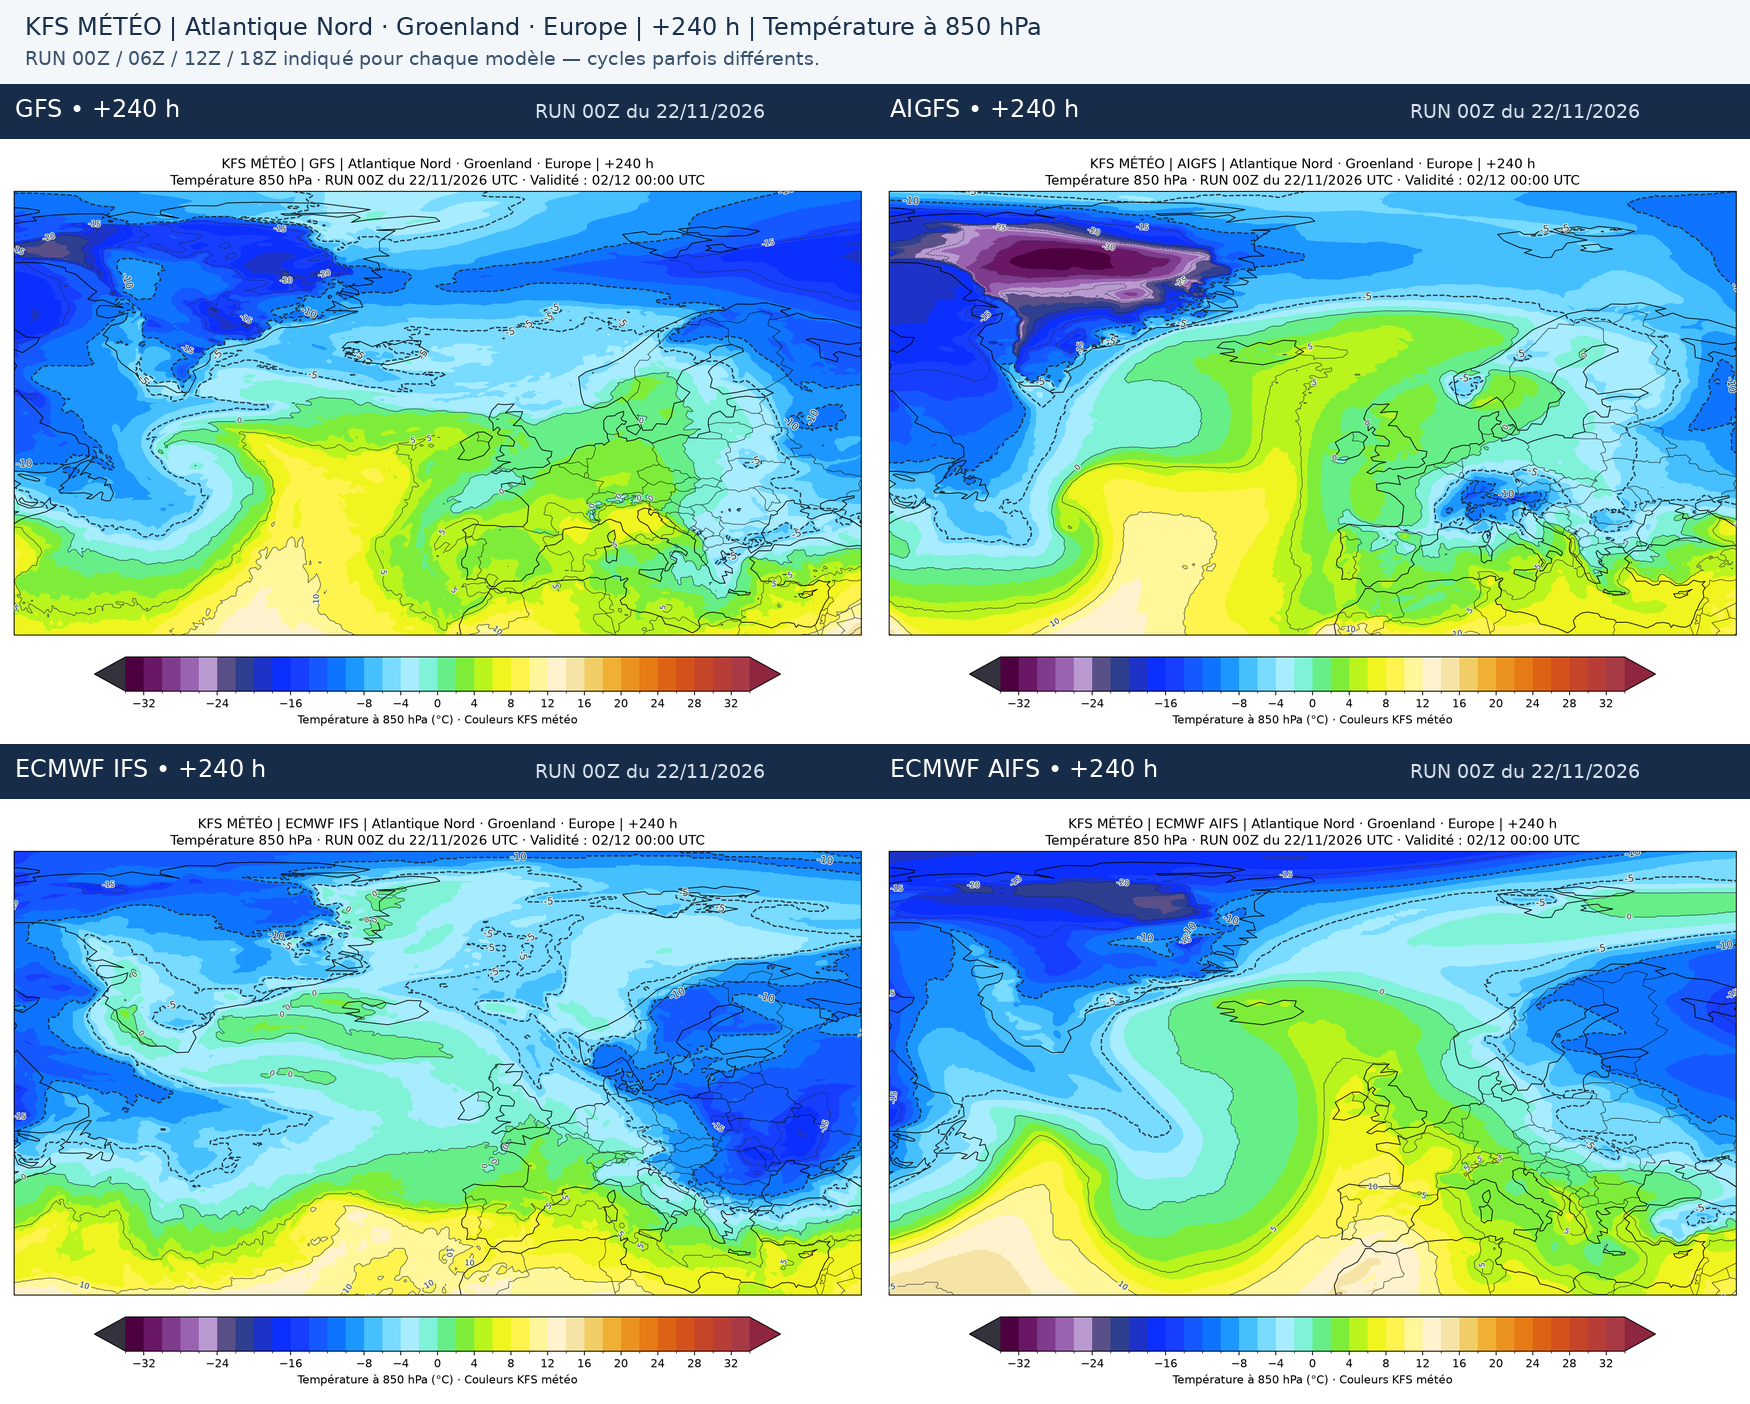 KFS MÉTÉO | Atlantique Nord · Groenland · Europe | +240 h | Température à 850 hPa
RUN 00Z / 06Z / 12Z / 18Z indiqué pour chaque modèle — cycles parfois différents.
GFS • +240 h
RUN 00Z du 22/11/2026
AIGFS • +240 h
RUN 00Z du 22/11/2026
KFS MÉTÉO | GFS | Atlantique Nord · Groenland · Europe | +240 h
Température 850 hPa · RUN 00Z du 22/11/2026 UTC · Validité : 02/12 00:00 UTC
KFS MÉTÉO | AIGFS | Atlantique Nord · Groenland · Europe | +240 h
Température 850 hPa · RUN 00Z du 22/11/2026 UTC · Validité : 02/12 00:00 UTC
−32 −24 −16 −8 −4 0 4 8 12 16 20 24 28 32
Température à 850 hPa (°C) · Couleurs KFS météo
−32 −24 −16 −8 −4 0 4 8 12 16 20 24 28 32
Température à 850 hPa (°C) · Couleurs KFS météo
ECMWF IFS • +240 h
RUN 00Z du 22/11/2026
ECMWF AIFS • +240 h
RUN 00Z du 22/11/2026
KFS MÉTÉO | ECMWF IFS | Atlantique Nord · Groenland · Europe | +240 h
Température 850 hPa · RUN 00Z du 22/11/2026 UTC · Validité : 02/12 00:00 UTC
KFS MÉTÉO | ECMWF AIFS | Atlantique Nord · Groenland · Europe | +240 h
Température 850 hPa · RUN 00Z du 22/11/2026 UTC · Validité : 02/12 00:00 UTC
−32 −24 −16 −8 −4 0 4 8 12 16 20 24 28 32
Température à 850 hPa (°C) · Couleurs KFS météo
−32 −24 −16 −8 −4 0 4 8 12 16 20 24 28 32
Température à 850 hPa (°C) · Couleurs KFS météo